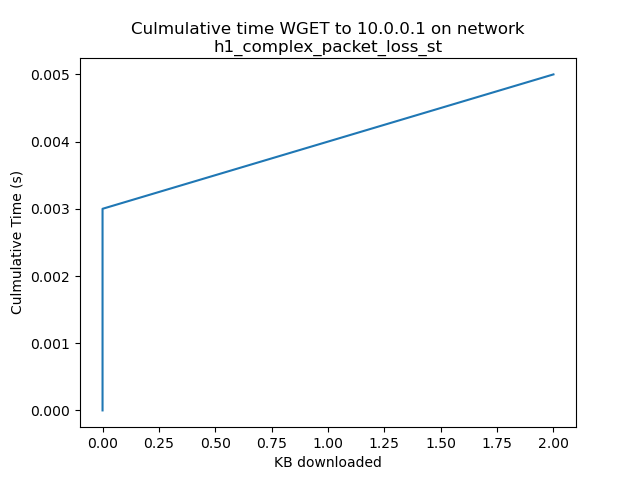 Culmulative time WGET to 10.0.0.1 on network
h1_complex_packet_loss_st
Culmulative Time (s)
0.005
0.004
0.003
0.002
0.001
0.000
0.00 0.25 0.50 0.75 1.00 1.25 1.50 1.75 2.00
KB downloaded